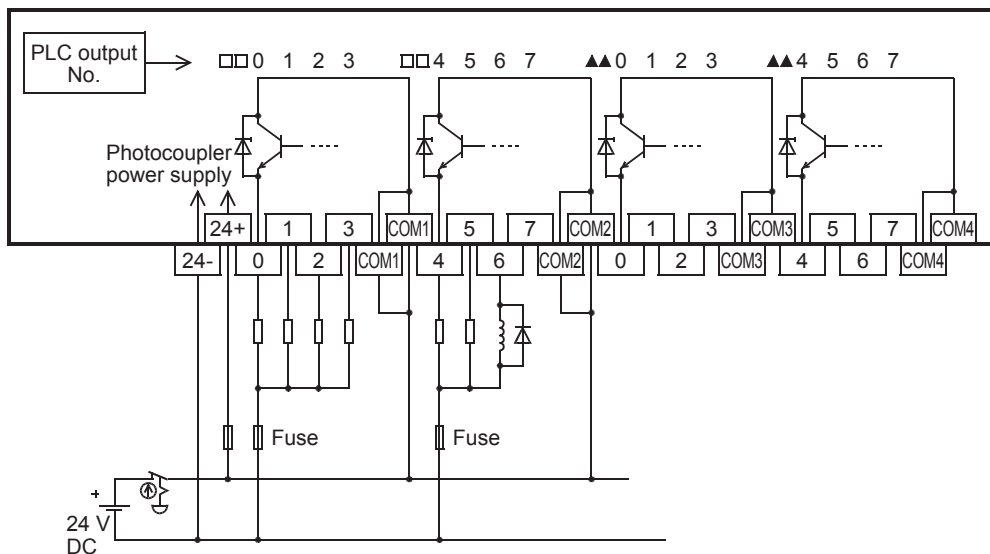 PLC output
No.
□□0 1 2 3 □□4 5 6 7 ▲▲0 1 2 3 ▲▲4 5 6 7
Photocoupler
power supply
24+ 1 3 COM1 5 7 COM2 1 3 COM3 5 7 COM4
24- 0 2 COM1 4 6 COM2 0 2 COM3 4 6 COM4
Fuse Fuse
+
24 V
DC